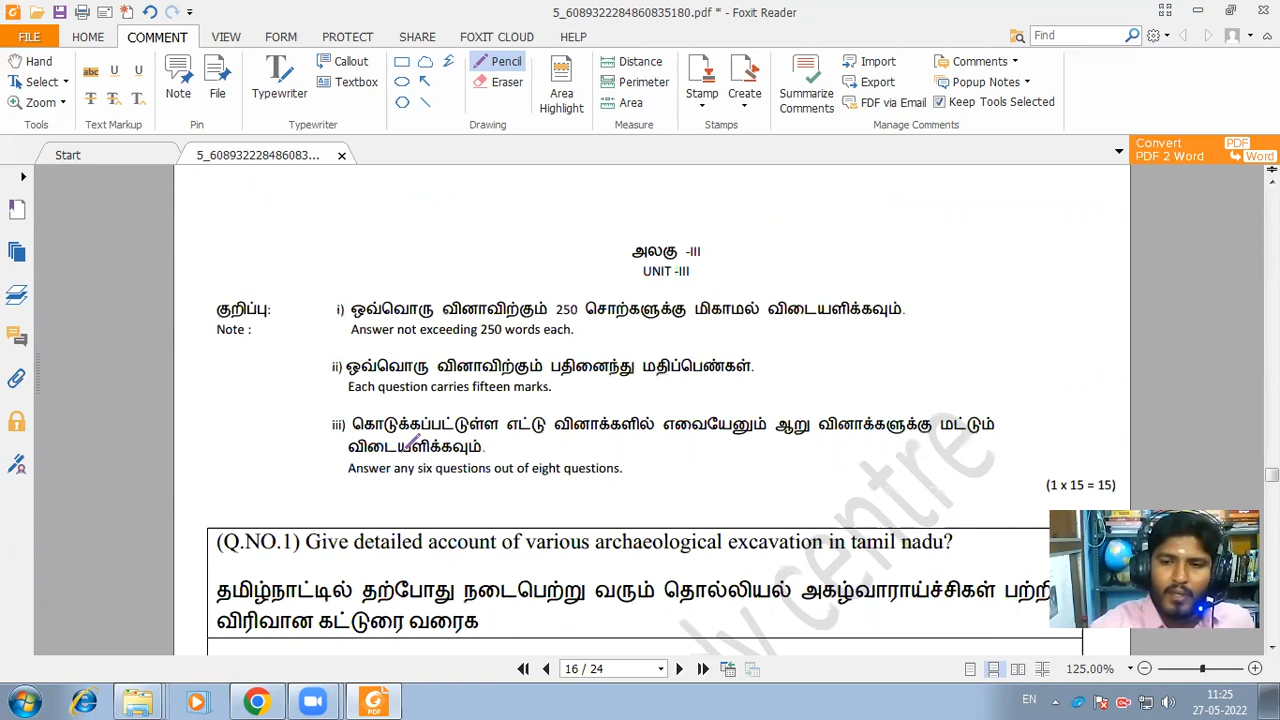 5_6089322284860835180.pdf * - Foxit Reader
FILE HOME COMMENT VIEW FORM PROTECT SHARE FOXIT CLOUD HELP
Find
Hand
Select
Zoom
Tools
Text Markup
Note
File
Pin
Typewriter
Callout
Textbox
Typewriter
Pencil
Eraser
Drawing
Area Highlight
Distance
Perimeter
Area
Measure
Stamp
Create
Stamps
Summarize Comments
Import
Export
FDF via Email
Comments
Popup Notes
Keep Tools Selected
Manage Comments
Start
5_608932228486083...
Convert PDF
PDF 2 Word Word
அலகு -III
UNIT -III
குறிப்பு: i) ஒவ்வொரு வினாவிற்கும் 250 சொற்களுக்கு மிகாமல் விடையளிக்கவும்.
Note : Answer not exceeding 250 words each.
ii) ஒவ்வொரு வினாவிற்கும் பதினைந்து மதிப்பெண்கள்.
Each question carries fifteen marks.
iii) கொடுக்கப்பட்டுள்ள எட்டு வினாக்களில் எவையேனும் ஆறு வினாக்களுக்கு மட்டும்
விடையளிக்கவும்.
Answer any six questions out of eight questions.
(1 x 15 = 15)
(Q.NO.1) Give detailed account of various archaeological excavation in tamil nadu?
தமிழ்நாட்டில் தற்போது நடைபெற்று வரும் தொல்லியல் அகழ்வாராய்ச்சிகள் பற்றி
விரிவான கட்டுரை வரைக
dy centre
16 / 24
125.00%
EN
11:25
27-05-2022